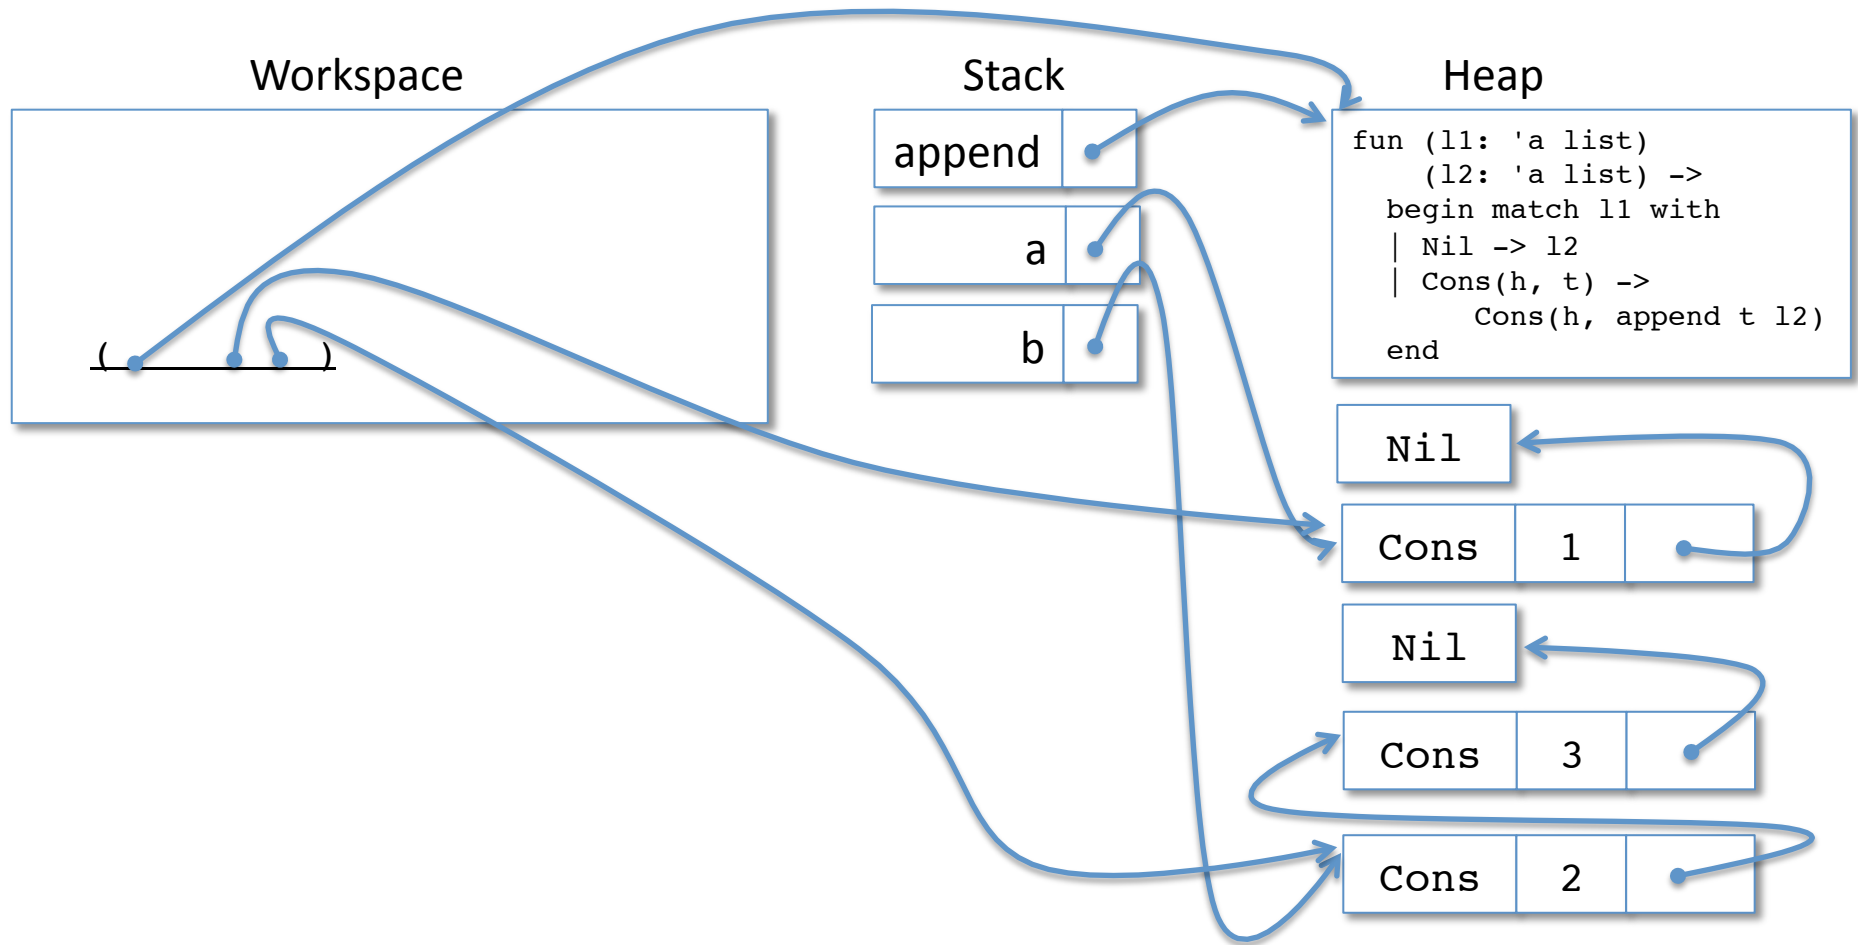 Workspace
Stack
Heap
( )
append
a
b
fun (l1: 'a list)
(l2: 'a list) ->
begin match l1 with
| Nil -> l2
| Cons(h, t) ->
Cons(h, append t l2)
end
Nil
Cons 1
Nil
Cons 3
Cons 2